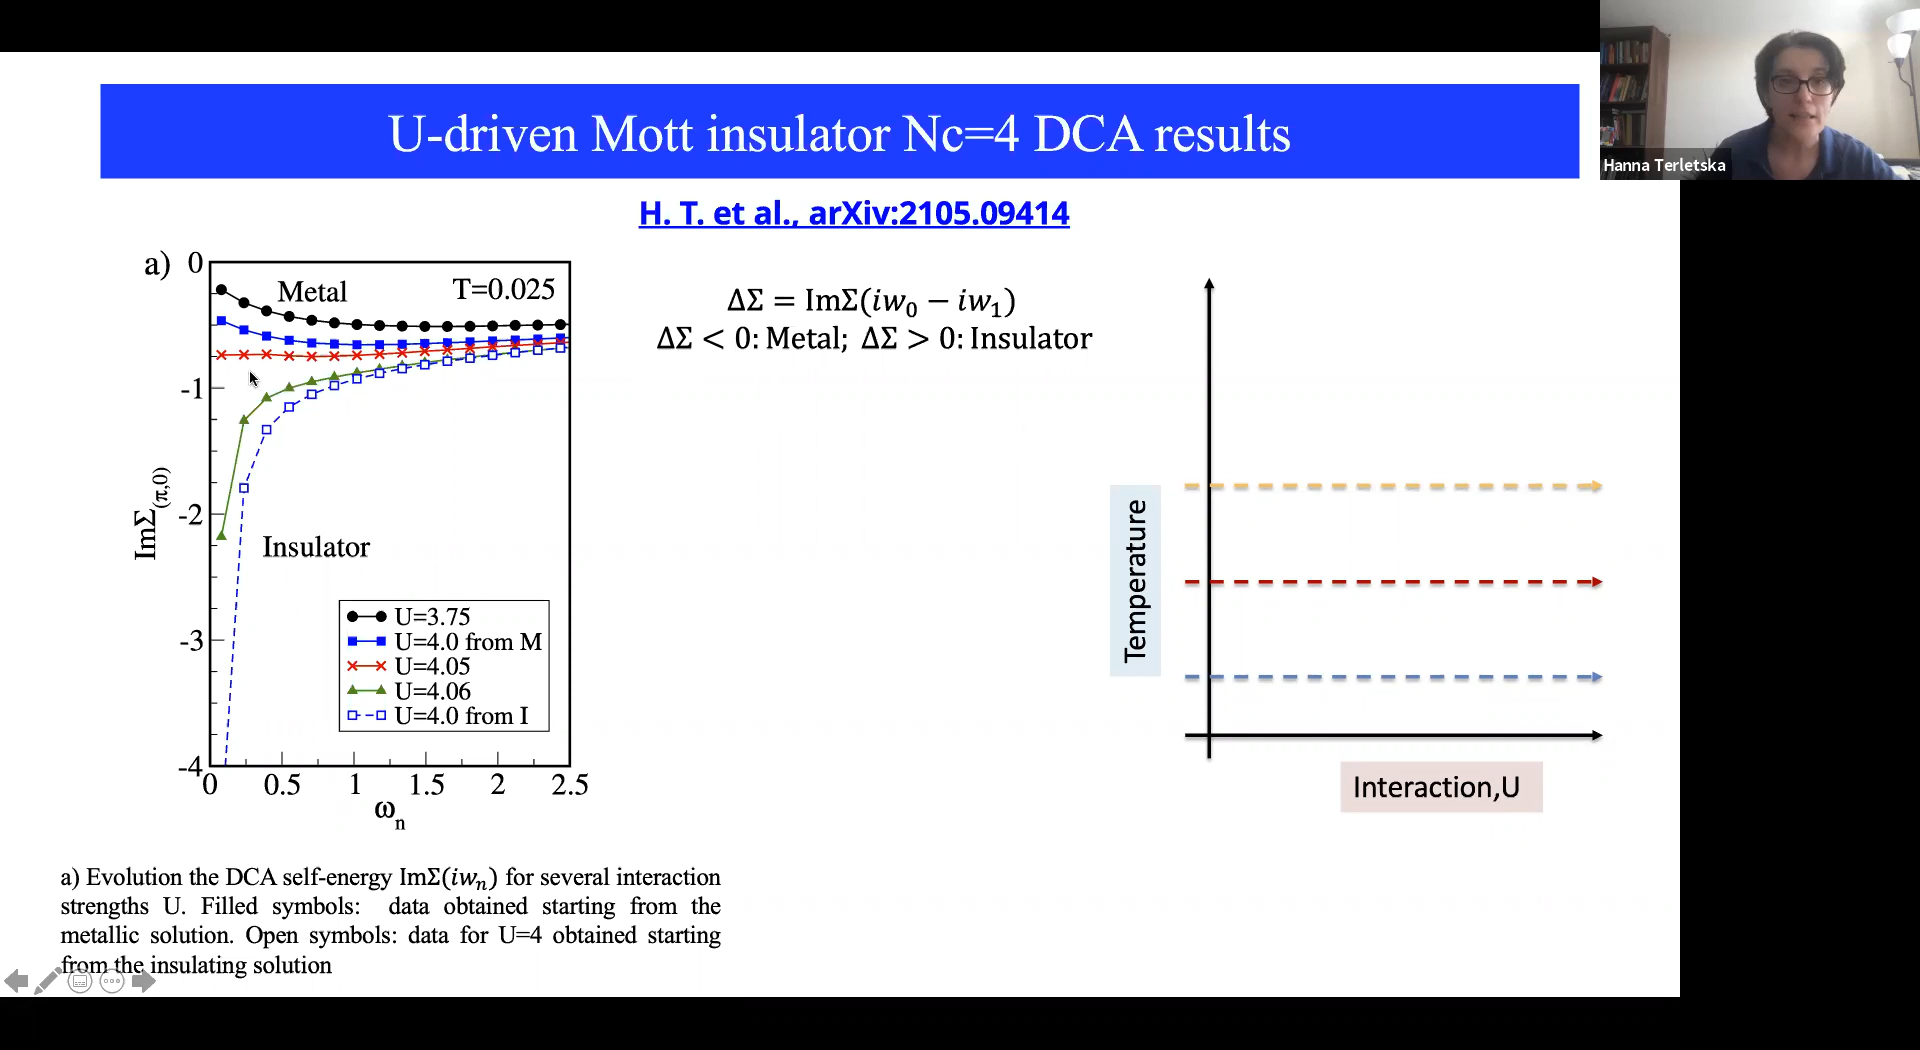 U-driven Mott insulator Nc=4 DCA results
Hanna Terletska
H. T. et al., arXiv:2105.09414
a)
0
Metal
T=0.025
-1
-2
-3
-4
ImΣ(π,0)
Insulator
U=3.75
U=4.0 from M
U=4.05
U=4.06
U=4.0 from I
0 0.5 1 1.5 2 2.5
ωn
ΔΣ = ImΣ(iw₀ − iw₁)
ΔΣ < 0: Metal; ΔΣ > 0: Insulator
Temperature
Interaction,U
a) Evolution the DCA self-energy ImΣ(iwₙ) for several interaction
strengths U. Filled symbols: data obtained starting from the
metallic solution. Open symbols: data for U=4 obtained starting
from the insulating solution